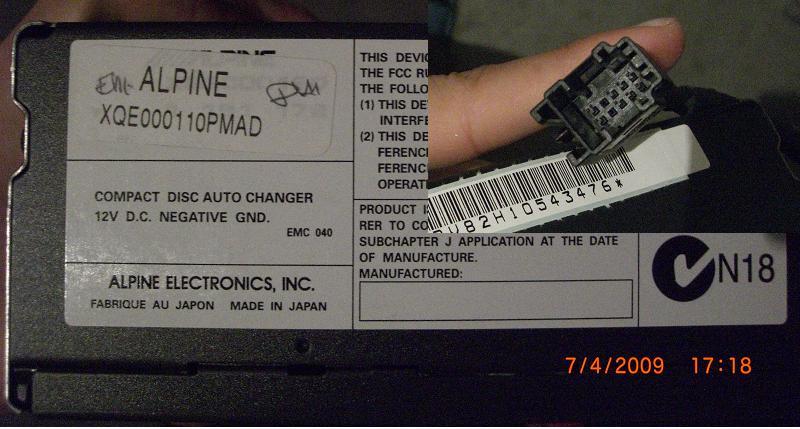 ALPINE
XQE000110PMAD
COMPACT DISC AUTO CHANGER
12V D.C. NEGATIVE GND.
EMC 040
ALPINE ELECTRONICS, INC.
FABRIQUE AU JAPON MADE IN JAPAN
THIS DEVIC
THE FCC RU
THE FOLLO
(1) THIS DE
INTERFE
(2) THIS DE
FERENC
FERENC
OPERAT
PRODUCT
RER TO CO
SUBCHAPTER J APPLICATION AT THE DATE
OF MANUFACTURE.
MANUFACTURED:
82H10543476*
N18
7/4/2009 17:18